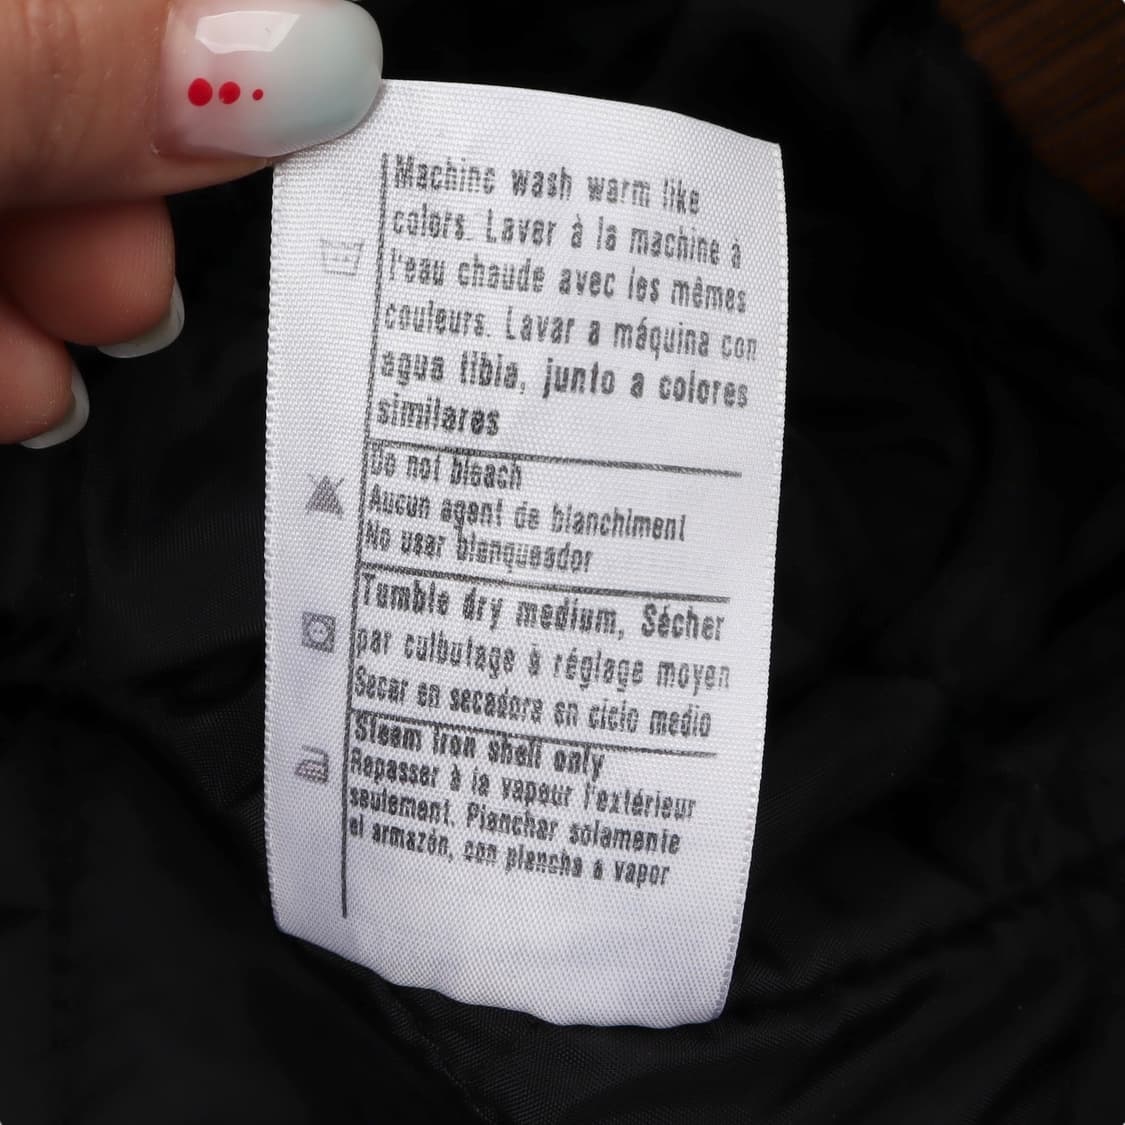 Machine wash warm like
colors. Laver à la machine à
l'eau chaude avec les mêmes
couleurs. Lavar a máquina con
agua tibia, junto a colores
similares
Do not bleach
Aucun agent de blanchiment
No usar blanqueador
Tumble dry medium, Sécher
par culbutage à réglage moyen
Secar en secadora en ciclo medio
Steam iron shell only
Repasser à la vapeur l'extérieur
seulement. Planchar solamente
el armazón, con plancha a vapor